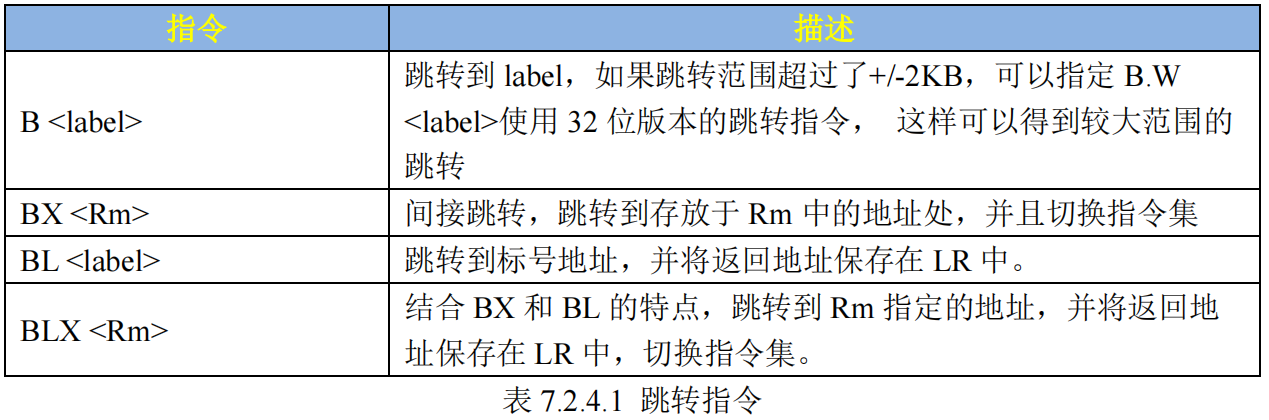 指令 描述
B <label>
跳转到 label，如果跳转范围超过了+/-2KB，可以指定 B.W
<label>使用 32 位版本的跳转指令， 这样可以得到较大范围的
跳转
BX <Rm> 间接跳转，跳转到存放于 Rm 中的地址处，并且切换指令集
BL <label> 跳转到标号地址，并将返回地址保存在 LR 中。
BLX <Rm>
结合 BX 和 BL 的特点，跳转到 Rm 指定的地址，并将返回地
址保存在 LR 中，切换指令集。
表 7.2.4.1 跳转指令